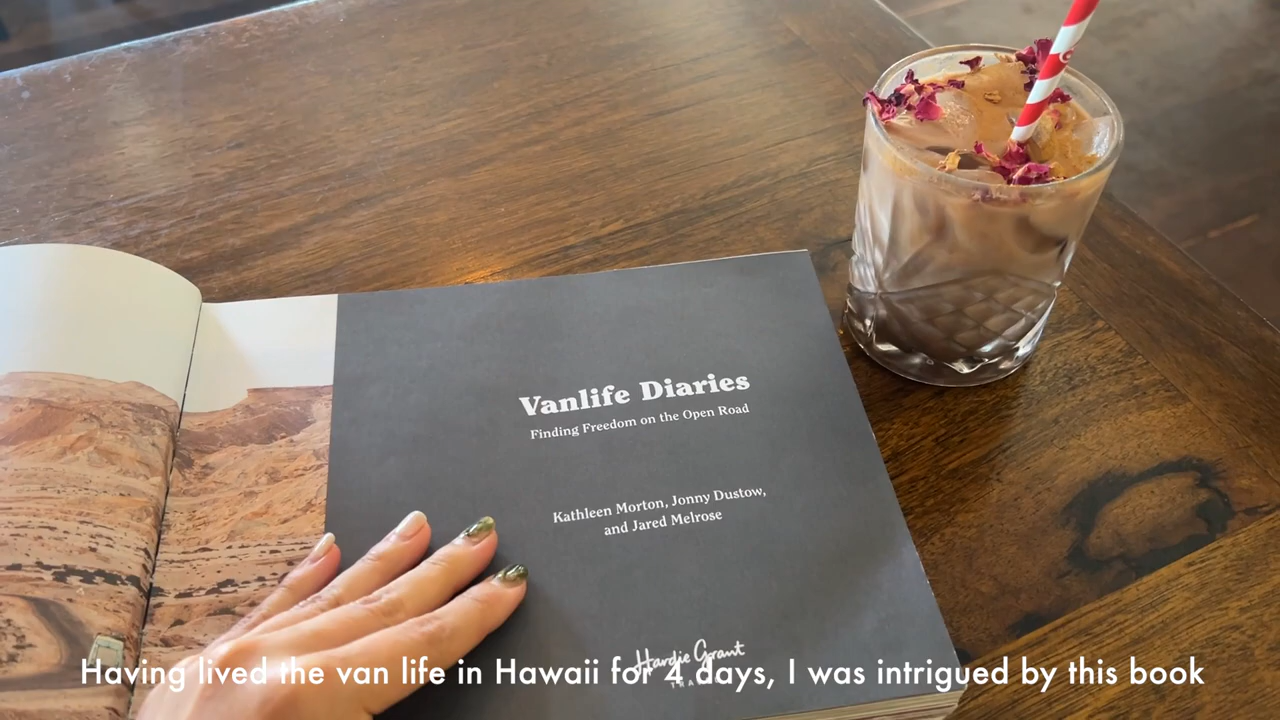 Vanlife Diaries
Finding Freedom on the Open Road
Kathleen Morton, Jonny Dustow,
and Jared Melrose
Hardie Grant
Having lived the van life in Hawaii for 4 days, I was intrigued by this book